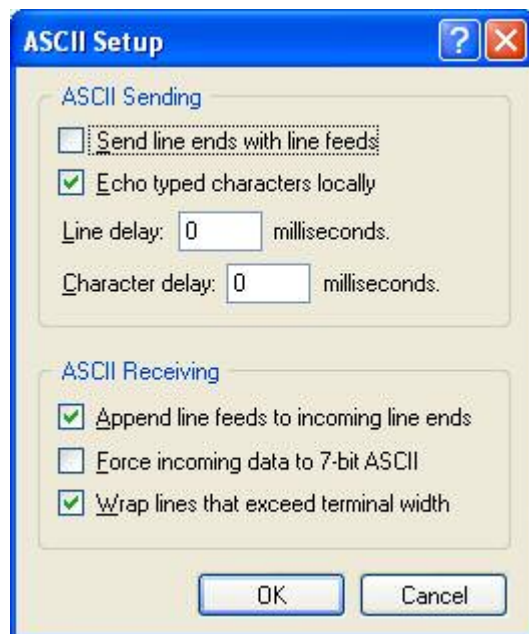 ASCII Setup
ASCII Sending
Send line ends with line feeds
Echo typed characters locally
Line delay: 0 milliseconds.
Character delay: 0 milliseconds.
ASCII Receiving
Append line feeds to incoming line ends
Force incoming data to 7-bit ASCII
Wrap lines that exceed terminal width
OK Cancel